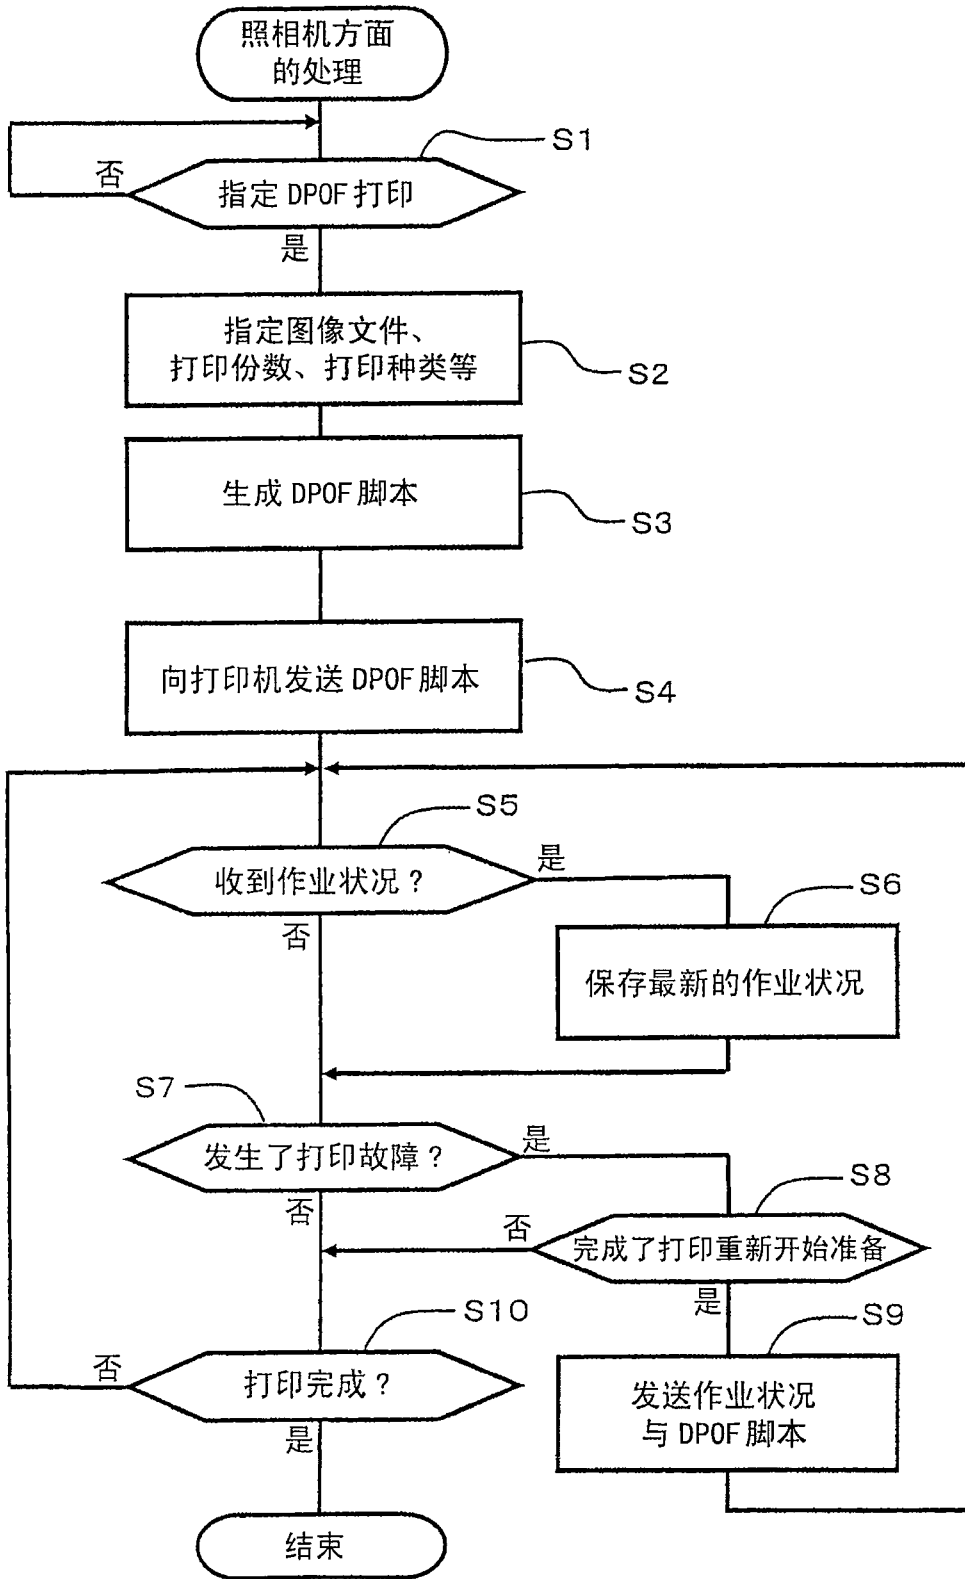 照相机方面
的处理
S1
否
指定 DPOF 打印
是
指定图像文件、
打印份数、打印种类等
S2
生成 DPOF 脚本
S3
向打印机发送 DPOF 脚本
S4
S5
收到作业状况？
是
否
S6
保存最新的作业状况
S7
发生了打印故障？
是
否
S8
否
完成了打印重新开始准备
是
S9
发送作业状况
与 DPOF 脚本
S10
否
打印完成？
是
结束